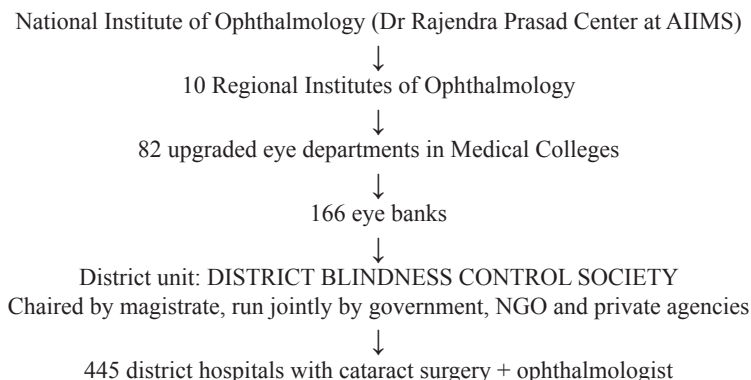 National Institute of Ophthalmology (Dr Rajendra Prasad Center at AIIMS)
↓
10 Regional Institutes of Ophthalmology
↓
82 upgraded eye departments in Medical Colleges
↓
166 eye banks
↓
District unit: DISTRICT BLINDNESS CONTROL SOCIETY
Chaired by magistrate, run jointly by government, NGO and private agencies
↓
445 district hospitals with cataract surgery + ophthalmologist